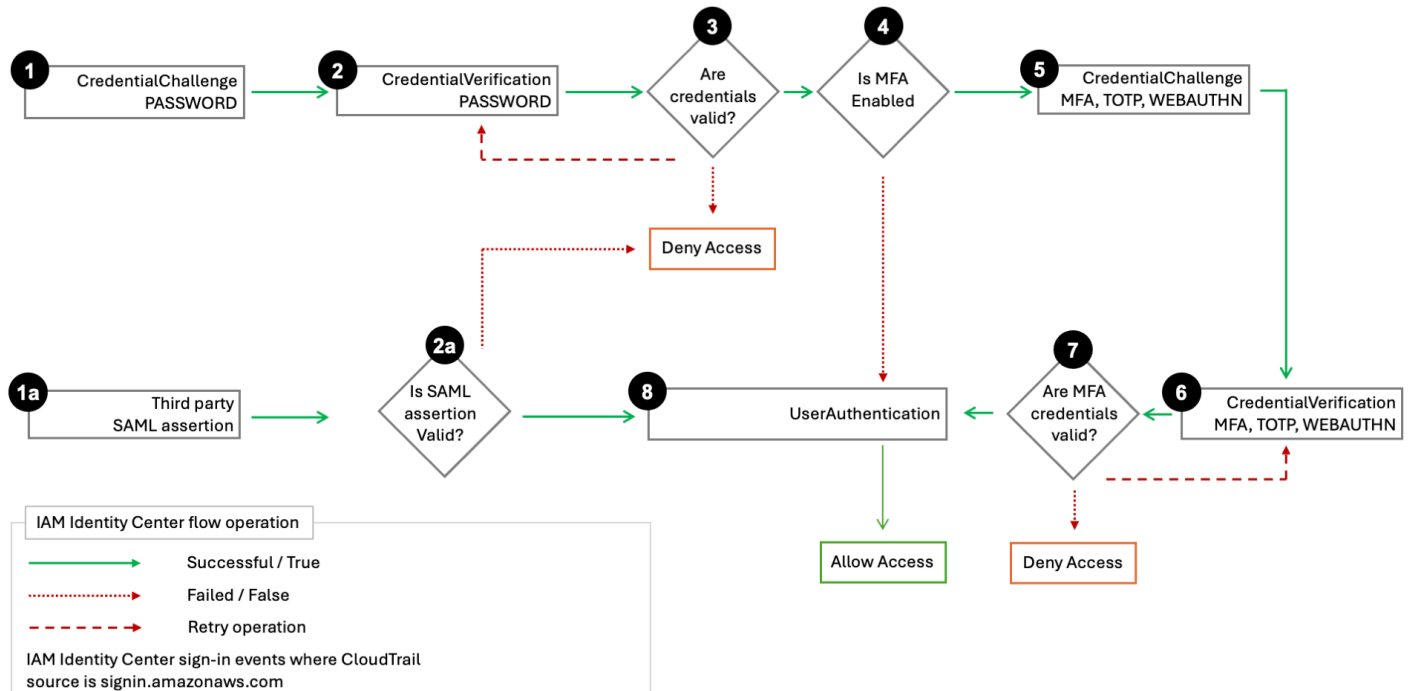 1
CredentialChallenge
PASSWORD
2
CredentialVerification
PASSWORD
3
Are
credentials
valid?
4
Is MFA
Enabled
5
CredentialChallenge
MFA, TOTP, WEBAUTHN
Deny Access
1a
Third party
SAML assertion
2a
Is SAML
assertion
Valid?
8
UserAuthentication
7
Are MFA
credentials
valid?
6
CredentialVerification
MFA, TOTP, WEBAUTHN
Allow Access
Deny Access
IAM Identity Center flow operation
Successful / True
Failed / False
Retry operation
IAM Identity Center sign-in events where CloudTrail
source is signin.amazonaws.com